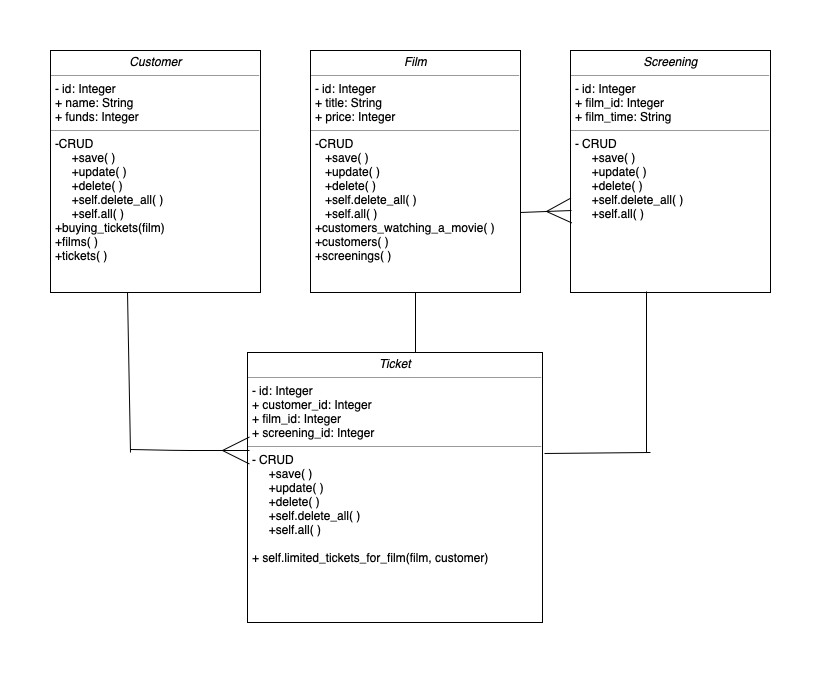 Customer
- id: Integer
+ name: String
+ funds: Integer
-CRUD
+save( )
+update( )
+delete( )
+self.delete_all( )
+self.all( )
+buying_tickets(film)
+films( )
+tickets( )
Film
- id: Integer
+ title: String
+ price: Integer
-CRUD
+save( )
+update( )
+delete( )
+self.delete_all( )
+self.all( )
+customers_watching_a_movie( )
+customers( )
+screenings( )
Screening
- id: Integer
+ film_id: Integer
+ film_time: String
- CRUD
+save( )
+update( )
+delete( )
+self.delete_all( )
+self.all( )
Ticket
- id: Integer
+ customer_id: Integer
+ film_id: Integer
+ screening_id: Integer
- CRUD
+save( )
+update( )
+delete( )
+self.delete_all( )
+self.all( )
+ self.limited_tickets_for_film(film, customer)